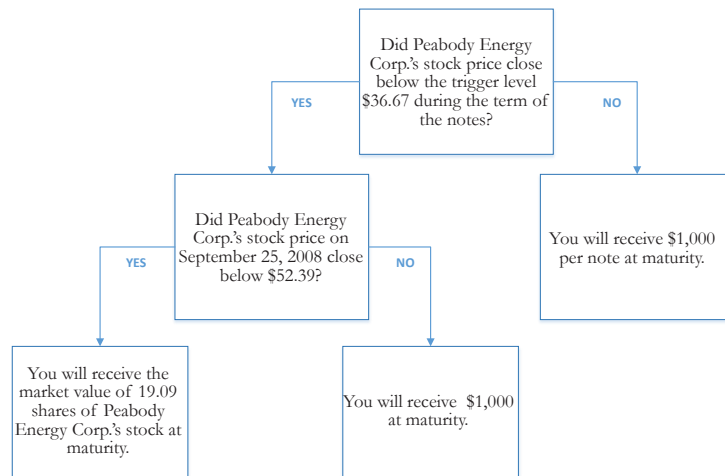 Did Peabody Energy
Corp.'s stock price close
below the trigger level
$36.67 during the term of
the notes?
YES
NO
Did Peabody Energy
Corp.'s stock price on
September 25, 2008 close
below $52.39?
You will receive $1,000
per note at maturity.
YES
NO
You will receive the
market value of 19.09
shares of Peabody
Energy Corp.'s stock at
maturity.
You will receive $1,000
at maturity.